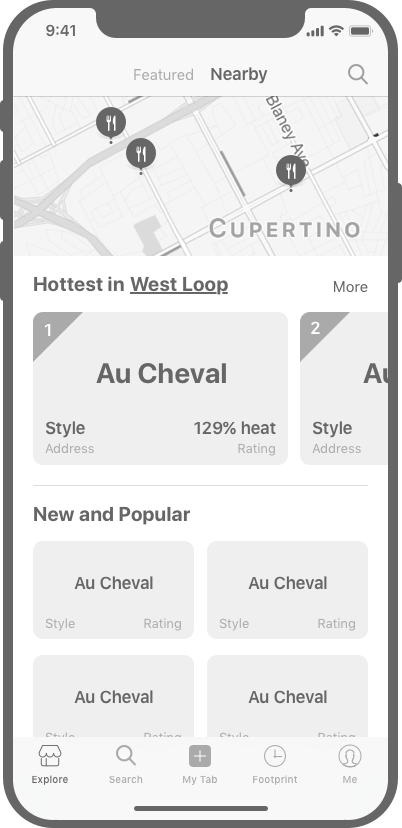 9:41
Featured Nearby
Blaney Ave
CUPERTINO
Hottest in West Loop More
1
2
Au Cheval
Au
Style 129% heat
Address Rating
Style
Address
New and Popular
Au Cheval Au Cheval
Style Rating Style Rating
Au Cheval Au Cheval
Style Rating Style Rating
Explore Search My Tab Footprint Me